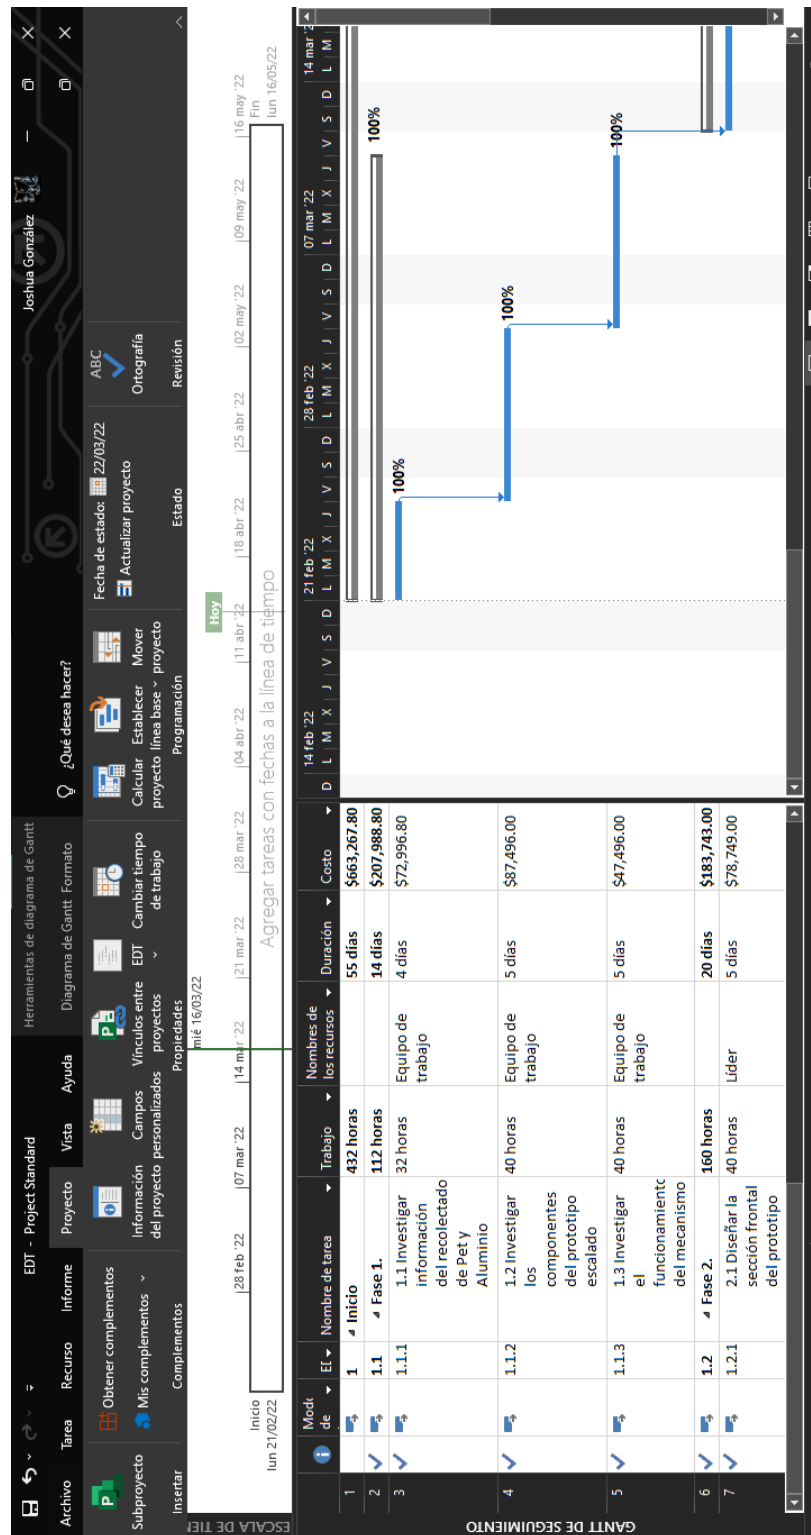 EDT - Project Standard
Herramientas de diagrama de Gantt
Joshua González
Archivo Tarea Recurso Informe Proyecto Vista Ayuda Diagrama de Gantt Formato ¿Qué desea hacer?
Subproyecto
Insertar
Obtener complementos
Mis complementos
Complementos
Información del proyecto
Campos personalizados
Vínculos entre proyectos
EDT
Cambiar tiempo de trabajo
Propiedades
Calcular proyecto
Establecer línea base
Mover proyecto
Programación
Fecha de estado: 22/03/22
Actualizar proyecto
Estado
ABC
Ortografía
Revisión
ESCALA DE TIEM
mié 16/03/22
Hoy
Inicio
lun 21/02/22
28 feb '22 07 mar '22 14 mar '22 21 mar '22 28 mar '22 04 abr '22 11 abr '22 18 abr '22 25 abr '22 02 may '22 09 may '22 16 may '22
Agregar tareas con fechas a la línea de tiempo
Fin
lun 16/05/22
GANTT DE SEGUIMIENTO
Modo de ED Nombre de tarea Trabajo Nombres de los recursos Duración Costo
1 1 Inicio 432 horas 55 días $663,267.80
2 1.1 Fase 1. 112 horas 14 días $207,988.80
3 1.1.1 1.1 Investigar información del recolectado de Pet y Aluminio 32 horas Equipo de trabajo 4 días $72,996.80
4 1.1.2 1.2 Investigar los componentes del prototipo escalado 40 horas Equipo de trabajo 5 días $87,496.00
5 1.1.3 1.3 Investigar el funcionamiento del mecanismo 40 horas Equipo de trabajo 5 días $47,496.00
6 1.2 Fase 2. 160 horas 20 días $183,743.00
7 1.2.1 2.1 Diseñar la sección frontal del prototipo 40 horas Líder 5 días $78,749.00
14 feb '22 21 feb '22 28 feb '22 07 mar '22 14 mar '2
D L M X J V S D L M X J V S D L M X J V S D L M X J V S D L M
100%
100%
100%
100%